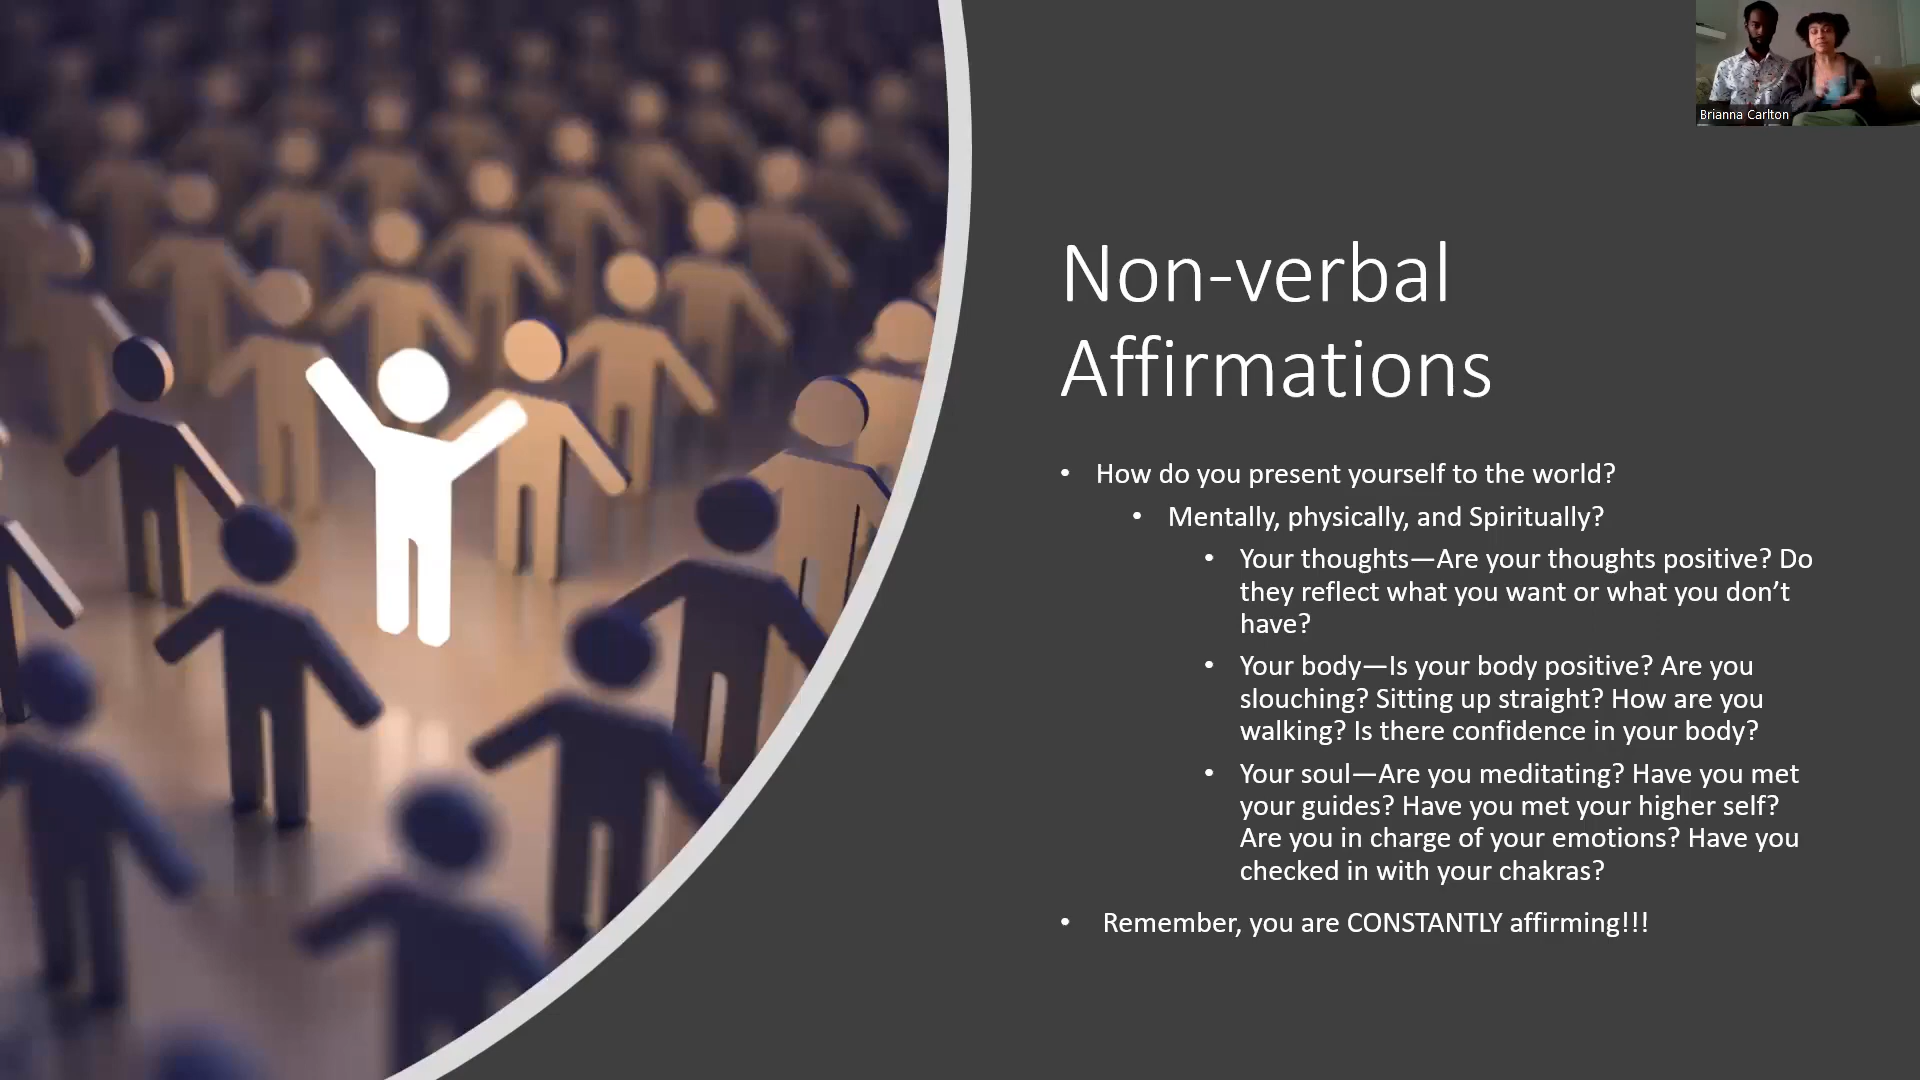 Brianna Carlton
Non-verbal
Affirmations
• How do you present yourself to the world?
• Mentally, physically, and Spiritually?
• Your thoughts—Are your thoughts positive? Do
they reflect what you want or what you don’t
have?
• Your body—Is your body positive? Are you
slouching? Sitting up straight? How are you
walking? Is there confidence in your body?
• Your soul—Are you meditating? Have you met
your guides? Have you met your higher self?
Are you in charge of your emotions? Have you
checked in with your chakras?
• Remember, you are CONSTANTLY affirming!!!